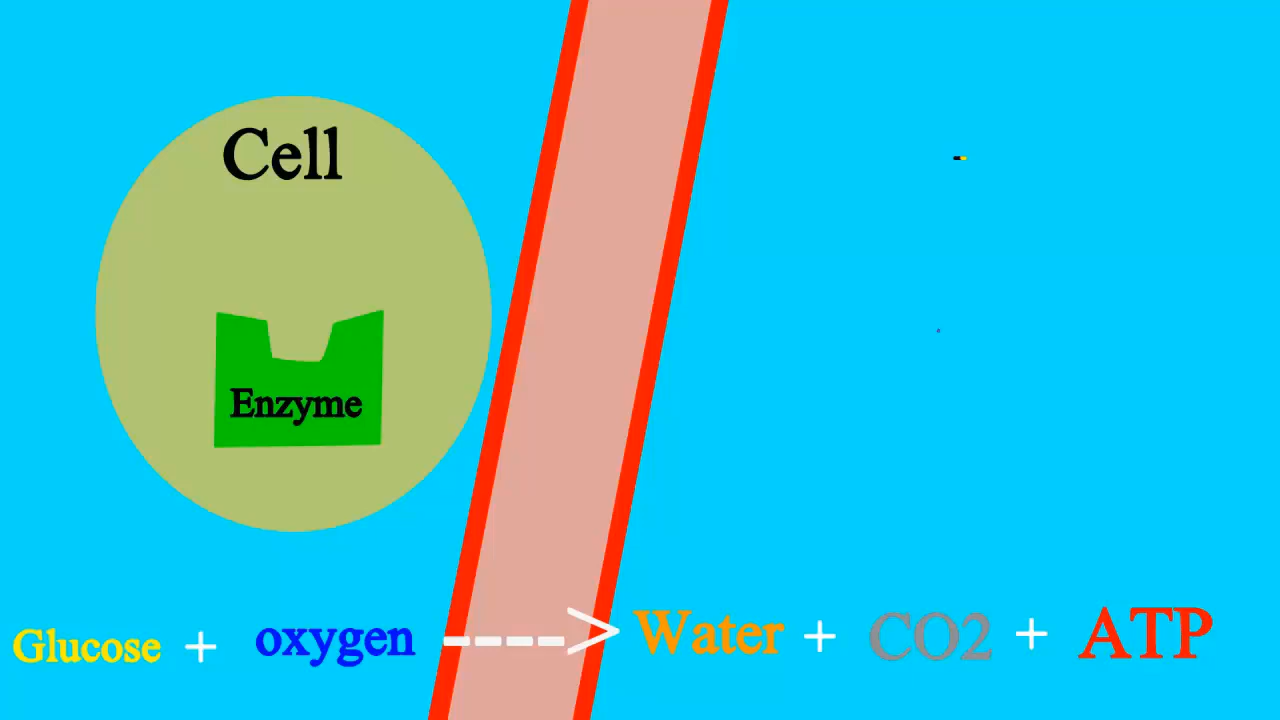 Cell
Enzyme
Glucose + oxygen ----> Water + CO2 + ATP